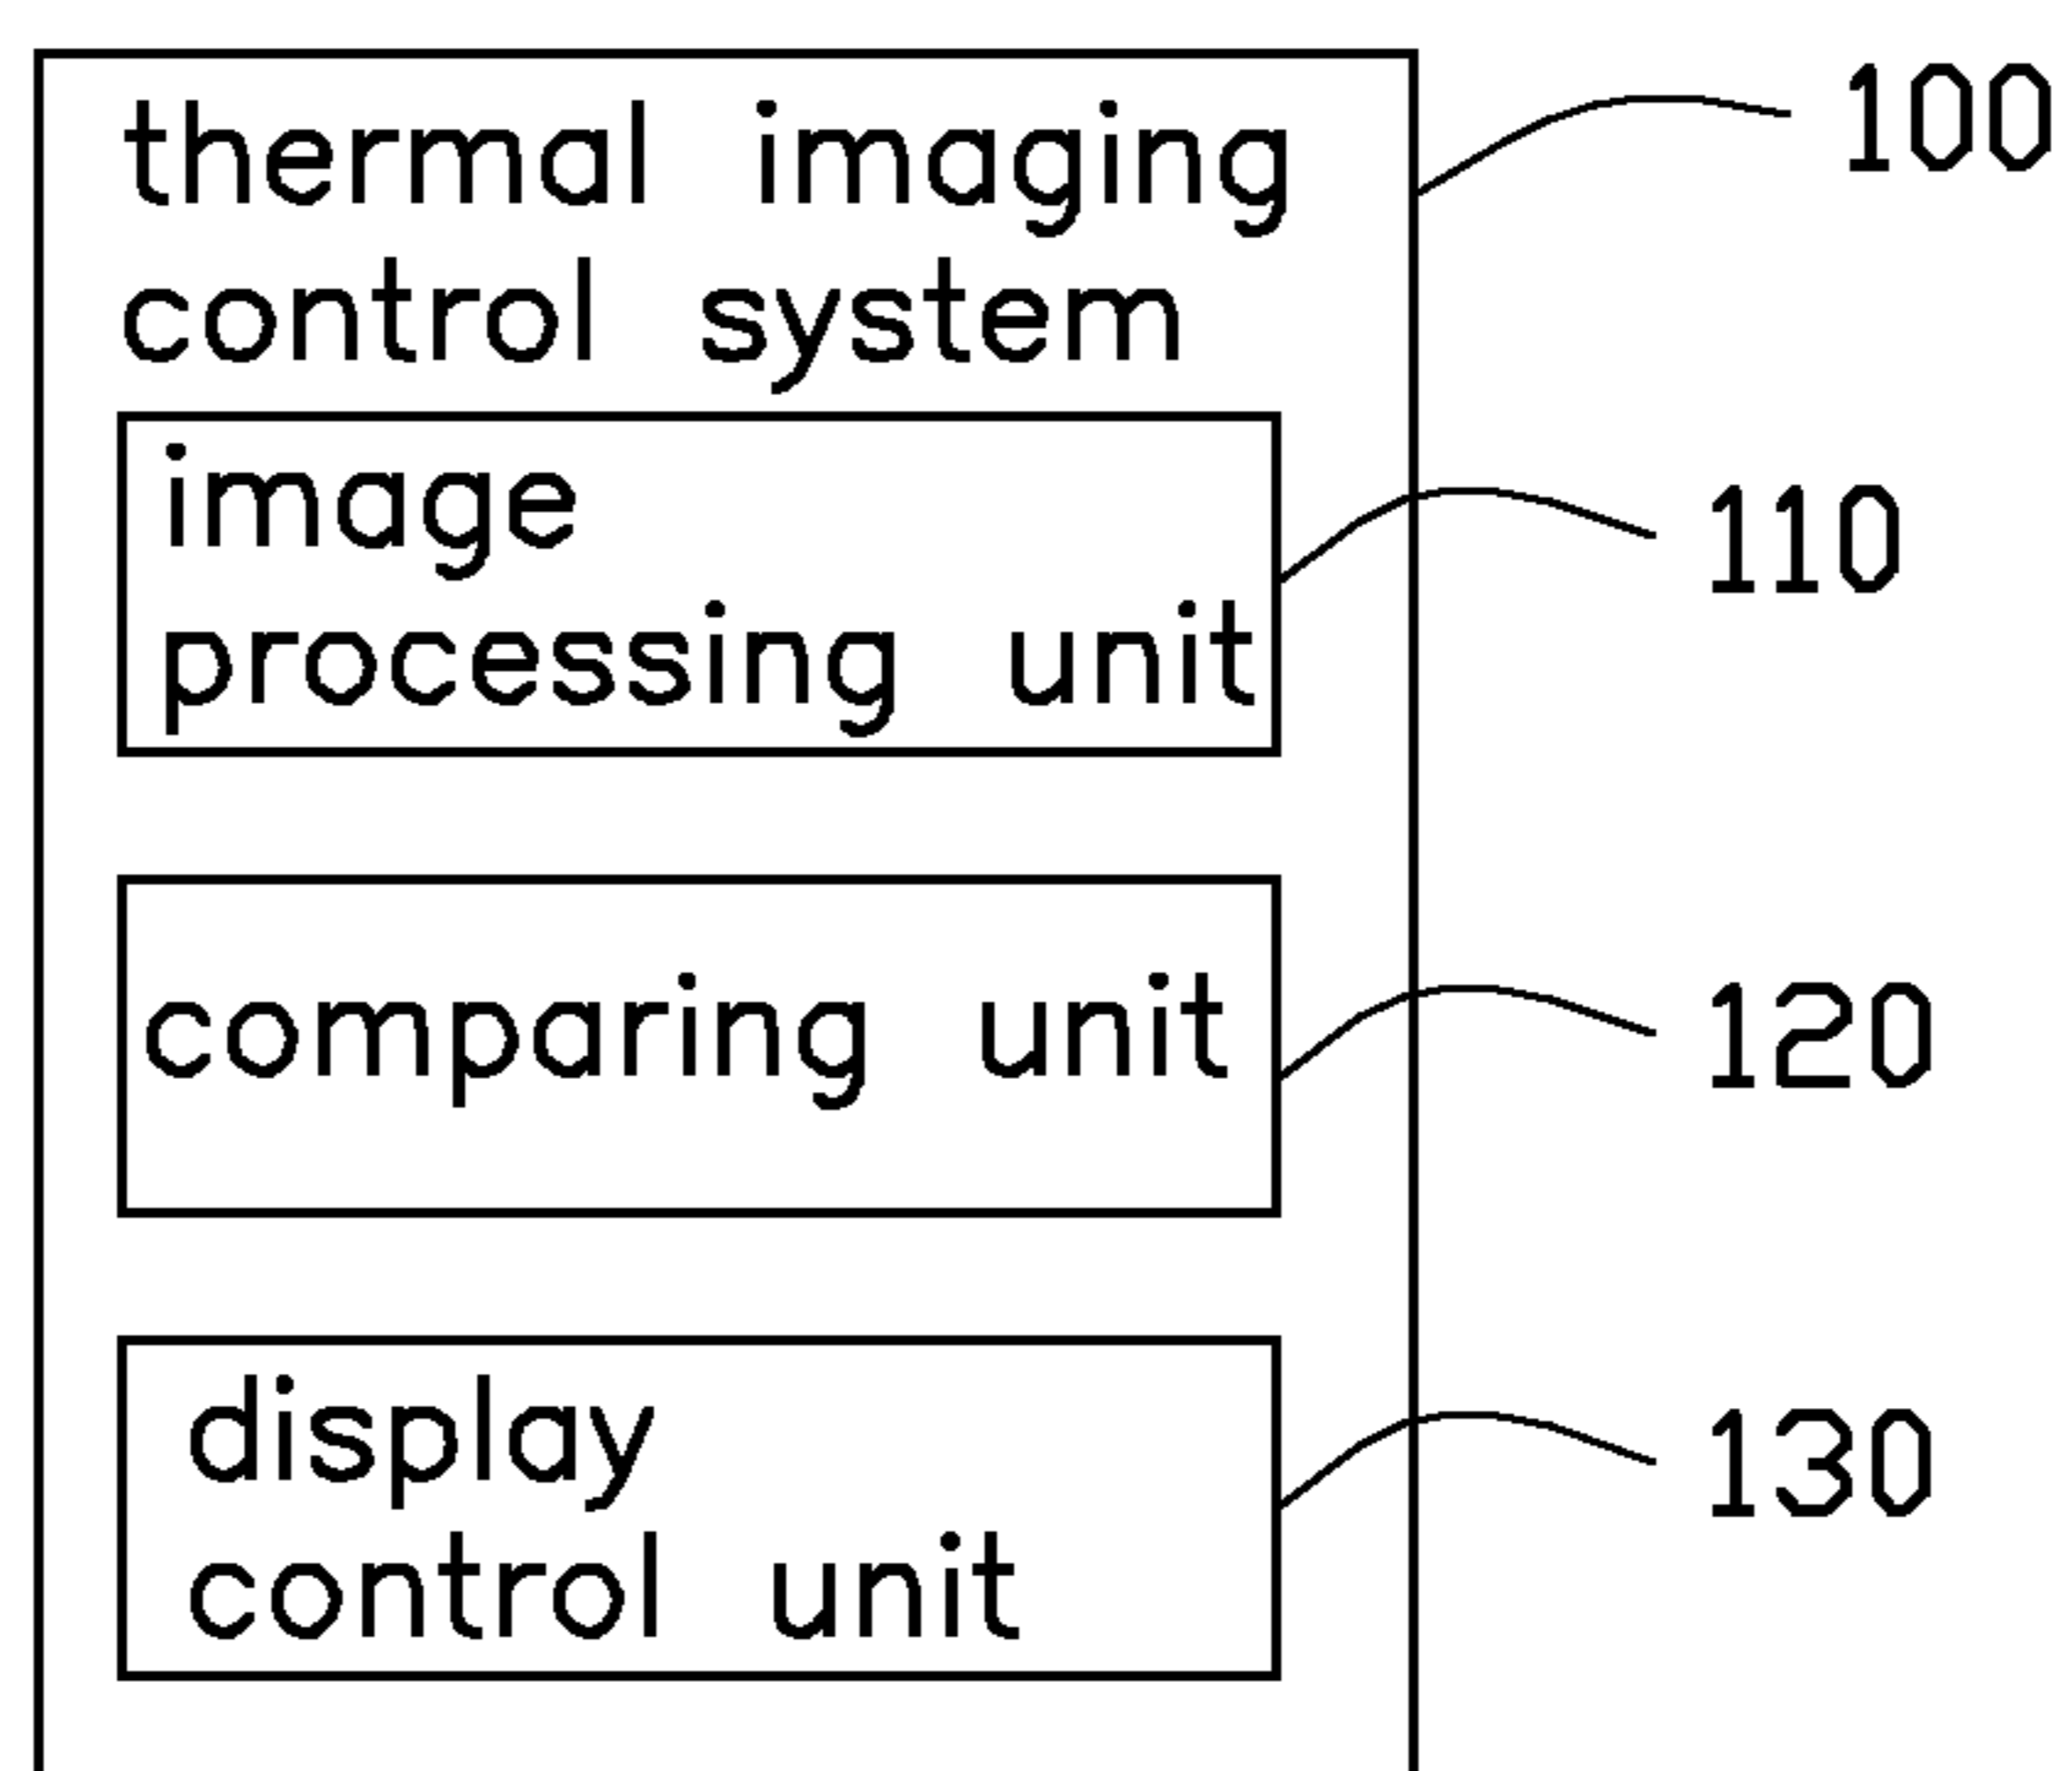 thermal imaging 100
control system
image
110
processing unit
comparing unit 120
display
130
control unit